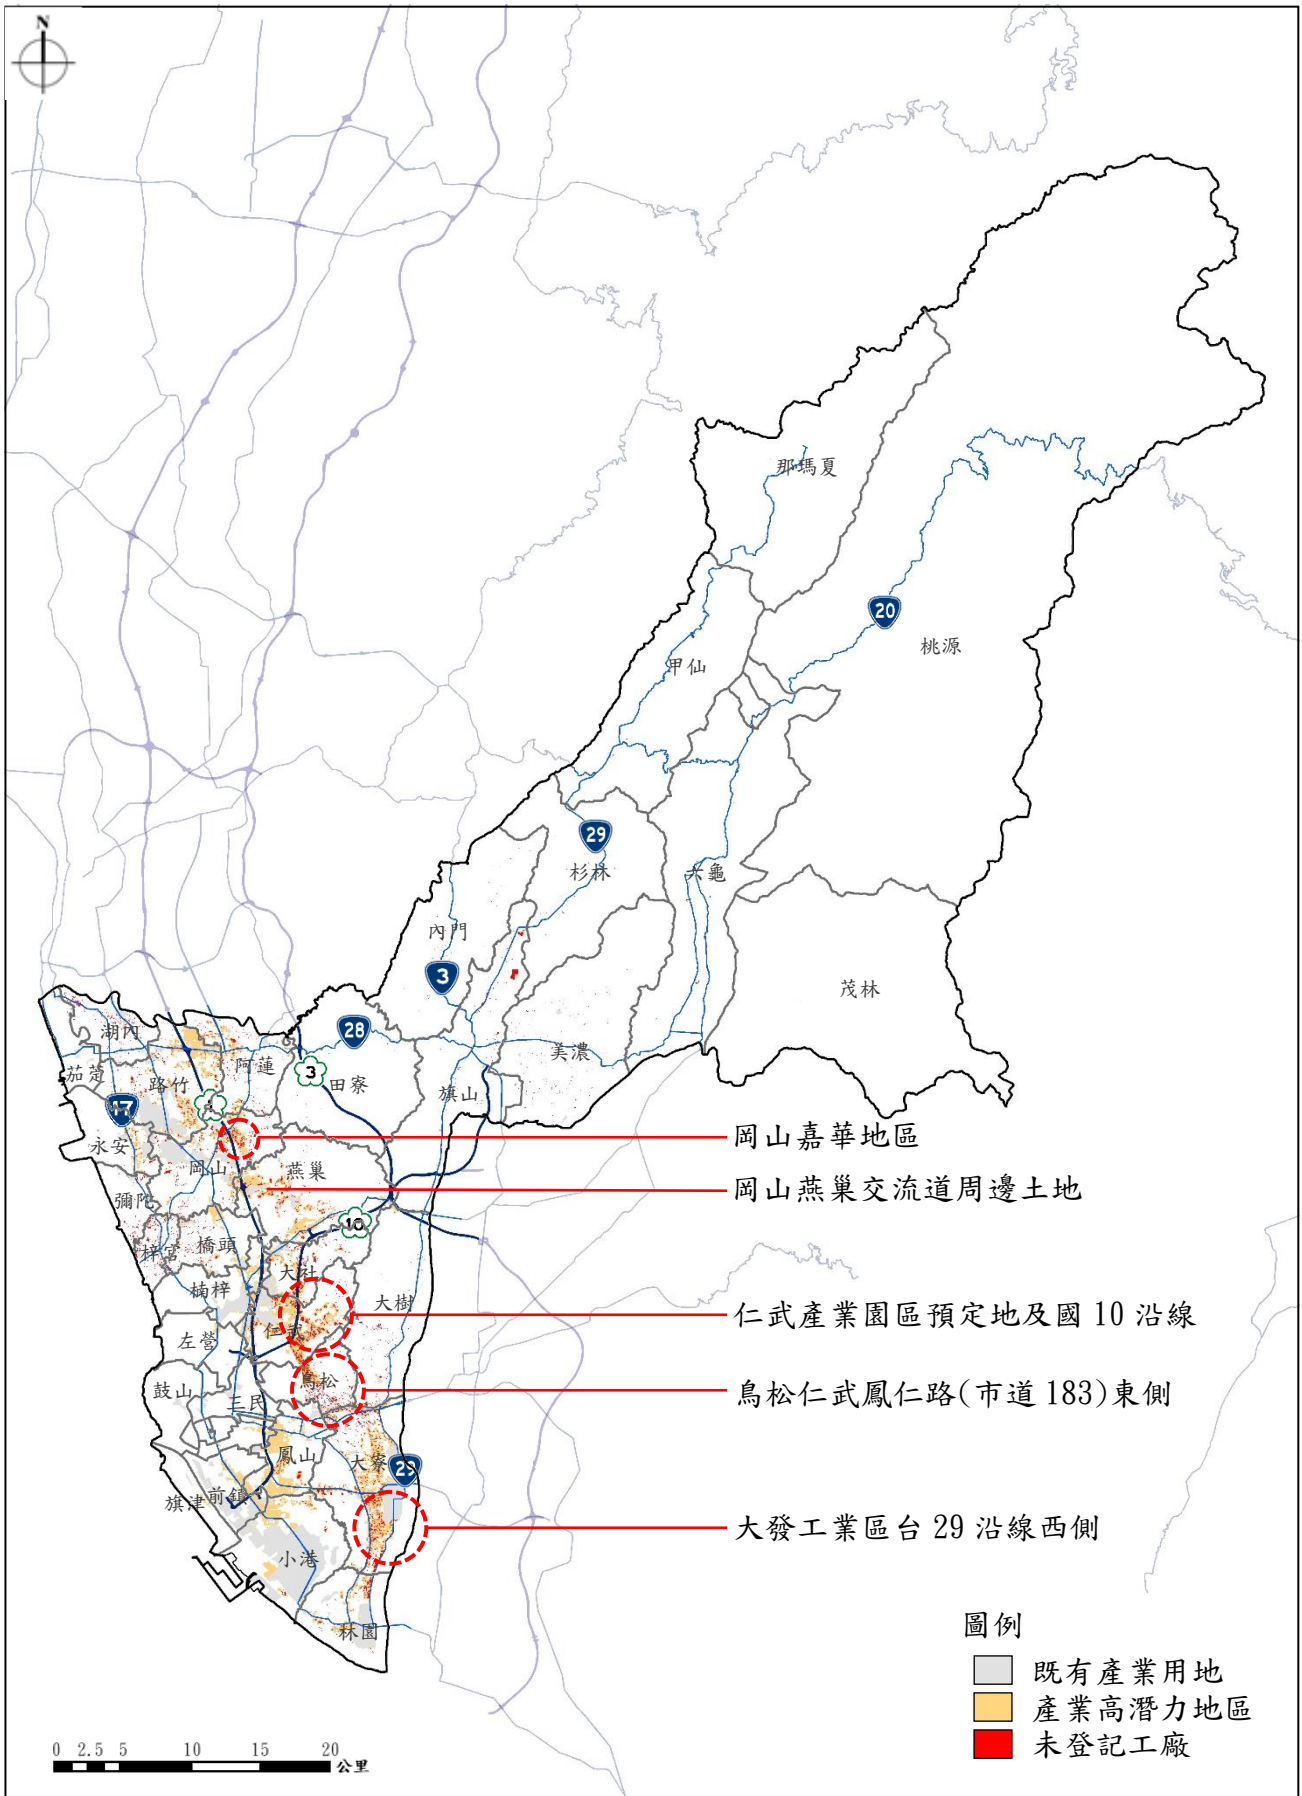 N
那瑪夏
20
桃源
甲仙
29
杉林
六龜
內門
3
茂林
28
湖內
美濃
阿蓮
3
茄萣
路竹
田寮
旗山
17
永安
岡山
燕巢
岡山嘉華地區
岡山燕巢交流道周邊土地
彌陀
10
梓官
橋頭
大社
楠梓
大樹
仁武產業園區預定地及國 10 沿線
仁武
左營
鳥松
鼓山
鳥松仁武鳳仁路(市道 183)東側
三民
鳳山
大寮
29
旗津
前鎮
大發工業區台 29 沿線西側
小港
林園
圖例
既有產業用地
產業高潛力地區
未登記工廠
0 2.5 5 10 15 20
公里